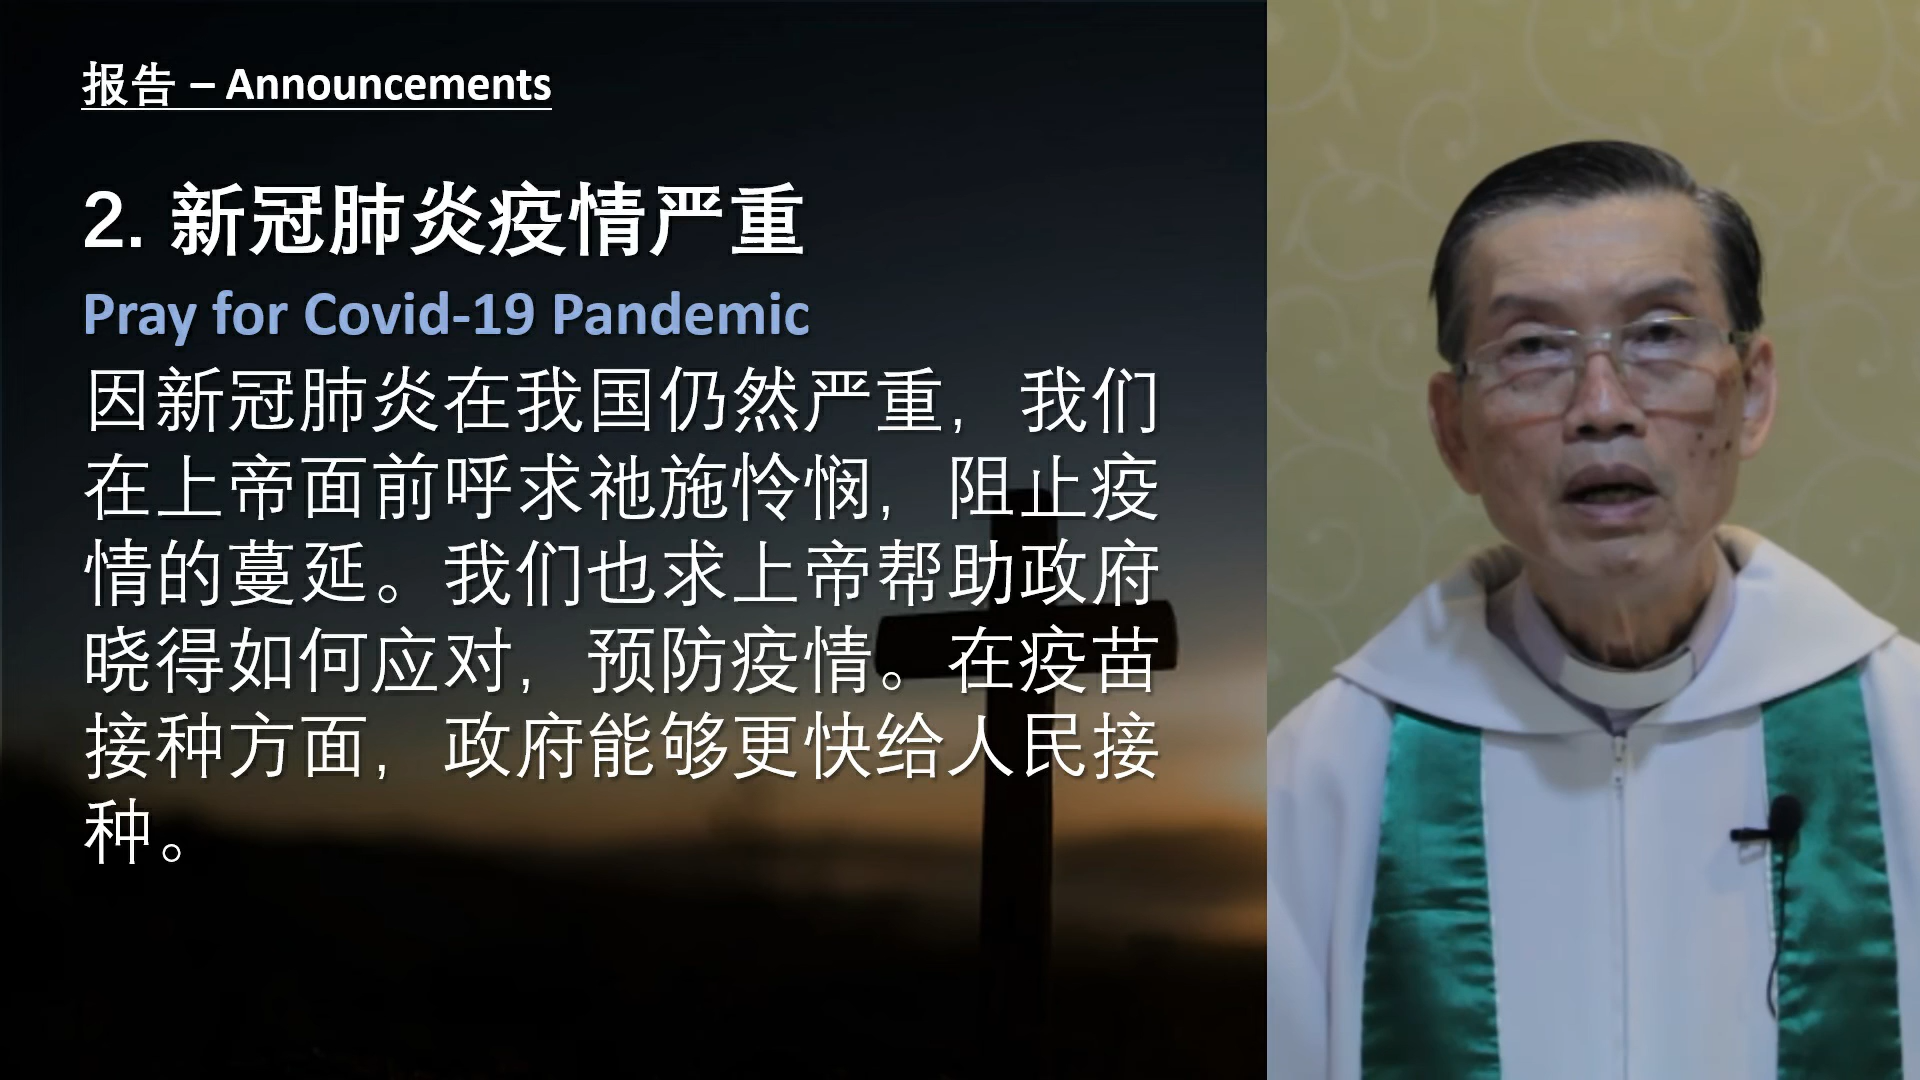 报告 – Announcements
2. 新冠肺炎疫情严重
Pray for Covid-19 Pandemic
因新冠肺炎在我国仍然严重，我们
在上帝面前呼求祂施怜悯，阻止疫
情的蔓延。我们也求上帝帮助政府
晓得如何应对，预防疫情。在疫苗
接种方面，政府能够更快给人民接
种。